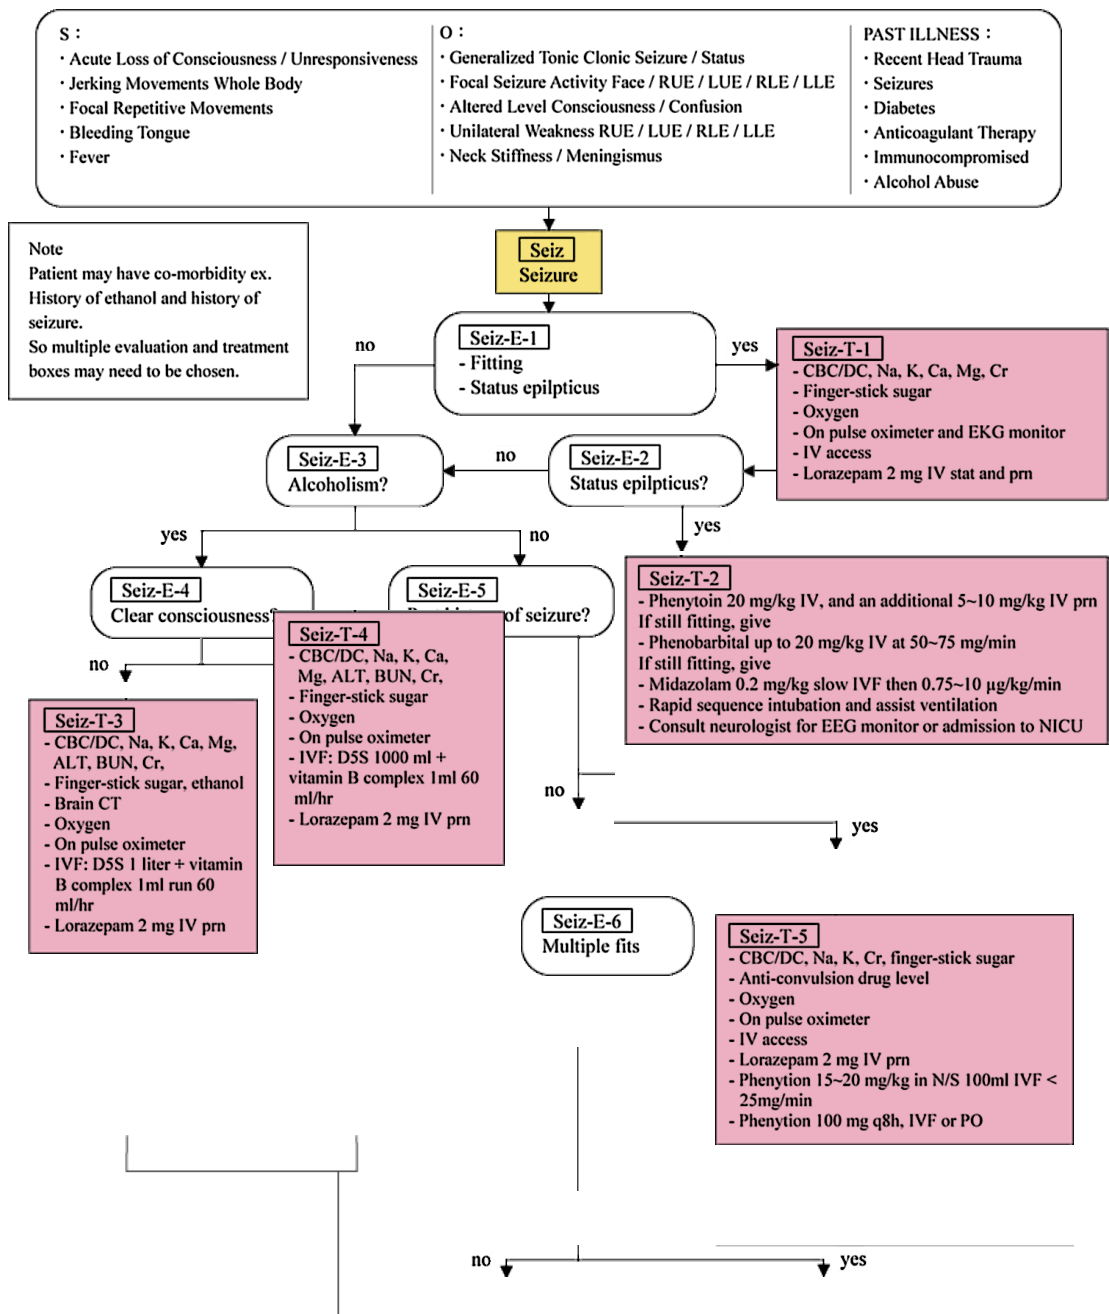 S :
· Acute Loss of Consciousness / Unresponsiveness
· Jerking Movements Whole Body
· Focal Repetitive Movements
· Bleeding Tongue
· Fever
O :
· Generalized Tonic Clonic Seizure / Status
· Focal Seizure Activity Face / RUE / LUE / RLE / LLE
· Altered Level Consciousness / Confusion
· Unilateral Weakness RUE / LUE / RLE / LLE
· Neck Stiffness / Meningismus
PAST ILLNESS :
· Recent Head Trauma
· Seizures
· Diabetes
· Anticoagulant Therapy
· Immunocompromised
· Alcohol Abuse
Note
Patient may have co-morbidity ex.
History of ethanol and history of
seizure.
So multiple evaluation and treatment
boxes may need to be chosen.
Seiz
Seizure
Seiz-E-1
- Fitting
- Status epilpticus
no
yes
Seiz-T-1
- CBC/DC, Na, K, Ca, Mg, Cr
- Finger-stick sugar
- Oxygen
- On pulse oximeter and EKG monitor
- IV access
- Lorazepam 2 mg IV stat and prn
Seiz-E-3
Alcoholism?
no
Seiz-E-2
Status epilpticus?
yes
no
yes
Seiz-E-4
Clear consciousness?
Seiz-E-5
of seizure?
Seiz-T-2
- Phenytoin 20 mg/kg IV, and an additional 5~10 mg/kg IV prn
If still fitting, give
- Phenobarbital up to 20 mg/kg IV at 50~75 mg/min
If still fitting, give
- Midazolam 0.2 mg/kg slow IVF then 0.75~10 µg/kg/min
- Rapid sequence intubation and assist ventilation
- Consult neurologist for EEG monitor or admission to NICU
no
Seiz-T-4
- CBC/DC, Na, K, Ca,
Mg, ALT, BUN, Cr,
- Finger-stick sugar
- Oxygen
- On pulse oximeter
- IVF: D5S 1000 ml +
vitamin B complex 1ml 60
ml/hr
- Lorazepam 2 mg IV prn
Seiz-T-3
- CBC/DC, Na, K, Ca, Mg,
ALT, BUN, Cr,
- Finger-stick sugar, ethanol
- Brain CT
- Oxygen
- On pulse oximeter
- IVF: D5S 1 liter + vitamin
B complex 1ml run 60
ml/hr
- Lorazepam 2 mg IV prn
no
yes
Seiz-E-6
Multiple fits
Seiz-T-5
- CBC/DC, Na, K, Cr, finger-stick sugar
- Anti-convulsion drug level
- Oxygen
- On pulse oximeter
- IV access
- Lorazepam 2 mg IV prn
- Phenytion 15~20 mg/kg in N/S 100ml IVF <
25mg/min
- Phenytion 100 mg q8h, IVF or PO
no
yes